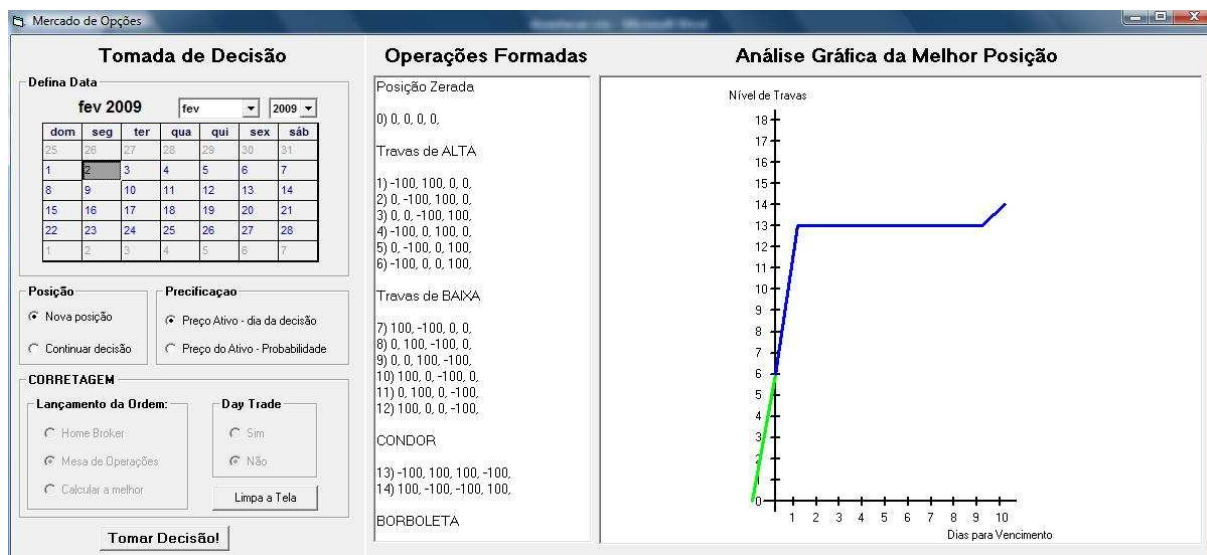 Mercado de Opções
Tomada de Decisão
Defina Data
fev 2009
fev
2009
dom seg ter qua qui sex sáb
25 26 27 28 29 30 31
1 2 3 4 5 6 7
8 9 10 11 12 13 14
15 16 17 18 19 20 21
22 23 24 25 26 27 28
1 2 3 4 5 6 7
Posição
Nova posição
Continuar decisão
Precificaçao
Preço Ativo - dia da decisão
Preço do Ativo - Probabilidade
CORRETAGEM
Lançamento da Ordem:
Home Broker
Mesa de Operações
Calcular a melhor
Day Trade
Sim
Não
Limpa a Tela
Tomar Decisão!
Operações Formadas
Posição Zerada
0) 0, 0, 0, 0,
Travas de ALTA
1) -100, 100, 0, 0,
2) 0, -100, 100, 0,
3) 0, 0, -100, 100,
4) -100, 0, 100, 0,
5) 0, -100, 0, 100,
6) -100, 0, 0, 100,
Travas de BAIXA
7) 100, -100, 0, 0,
8) 0, 100, -100, 0,
9) 0, 0, 100, -100,
10) 100, 0, -100, 0,
11) 0, 100, 0, -100,
12) 100, 0, 0, -100,
CONDOR
13) -100, 100, 100, -100,
14) 100, -100, -100, 100,
BORBOLETA
Análise Gráfica da Melhor Posição
Nível de Travas
18
17
16
15
14
13
12
11
10
9
8
7
6
5
4
3
2
1
0
1 2 3 4 5 6 7 8 9 10
Dias para Vencimento